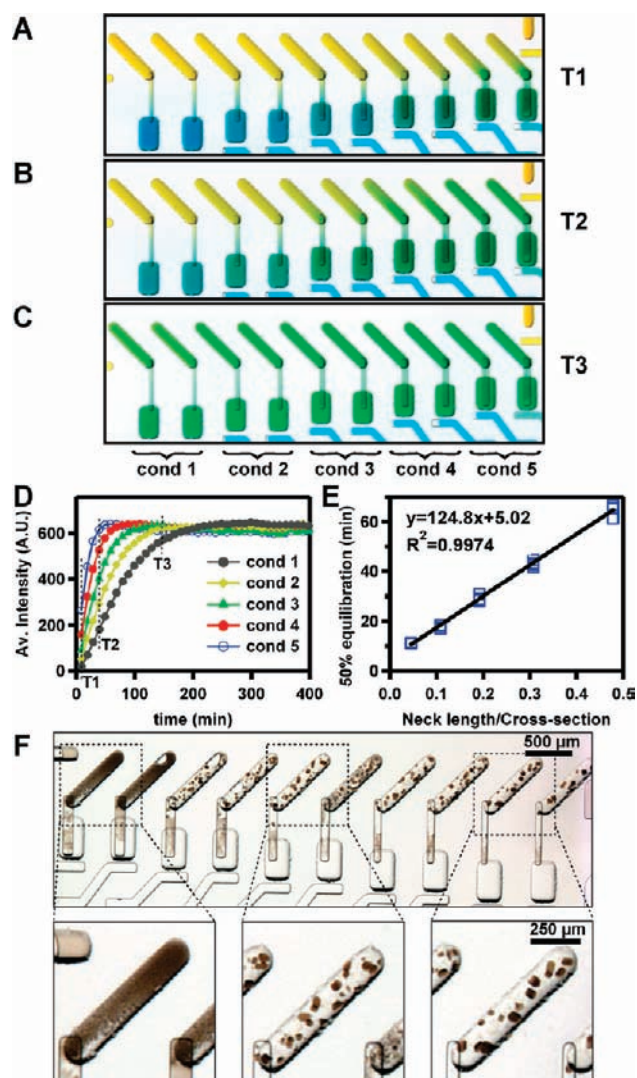 A
T1
B
T2
C
T3
cond 1 cond 2 cond 3 cond 4 cond 5
D
Av. Intensity (A.U.)
600
400
200
0
T1
T2
T3
cond 1
cond 2
cond 3
cond 4
cond 5
0 100 200 300 400
time (min)
E
50% equilibration (min)
60
40
20
0
y=124.8x+5.02
R²=0.9974
0 0.1 0.2 0.3 0.4 0.5
Neck length/Cross-section
F
500 µm
250 µm